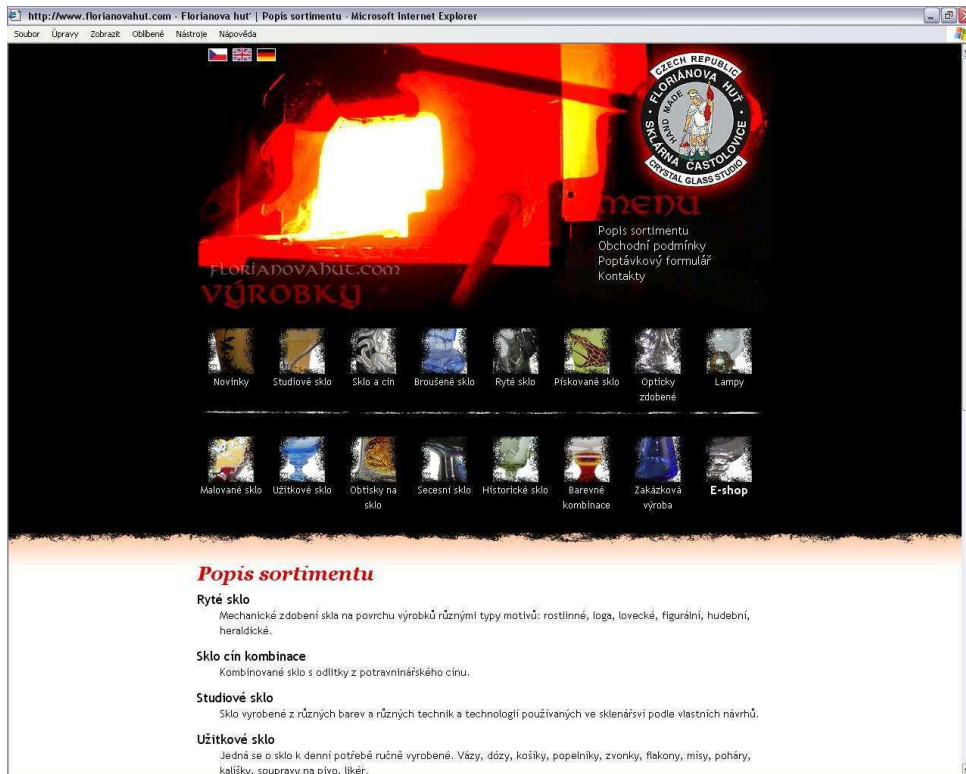 http://www.florianovahut.com - Florianova huť | Popis sortimentu - Microsoft Internet Explorer
Soubor Úpravy Zobrazit Oblíbené Nástroje Nápověda
CZECH REPUBLIC
FLORIÁNOVA HUŤ
HAND MADE
SKLÁRNA ČASTOLOVICE
CRYSTAL GLASS STUDIO
MENU
Popis sortimentu
Obchodní podmínky
Poptávkový formulář
Kontakty
FLORIANOVAHUT.COM
VÝROBKY
Novinky Studiové sklo Sklo a cín Broušené sklo Ryté sklo Pískované sklo Opticky zdobené Lampy
Malované sklo Užitkové sklo Obtisky na sklo Secesní sklo Historické sklo Barevné kombinace Zakázková výroba E-shop
Popis sortimentu
Ryté sklo
Mechanické zdobení skla na povrchu výrobků různými typy motivů: rostlinné, loga, lovecké, figurální, hudební,
heraldické.
Sklo cín kombinace
Kombinované sklo s odlitky z potravninářského cínu.
Studiové sklo
Sklo vyrobené z různých barev a různých technik a technologií používaných ve sklenářsví podle vlastních návrhů.
Užitkové sklo
Jedná se o sklo k denní potřebě ručně vyrobené. Vázy, dózy, košíky, popelníky, zvonky, flakony, mísy, poháry,
kalíšky, soupravy na pivo, likér.